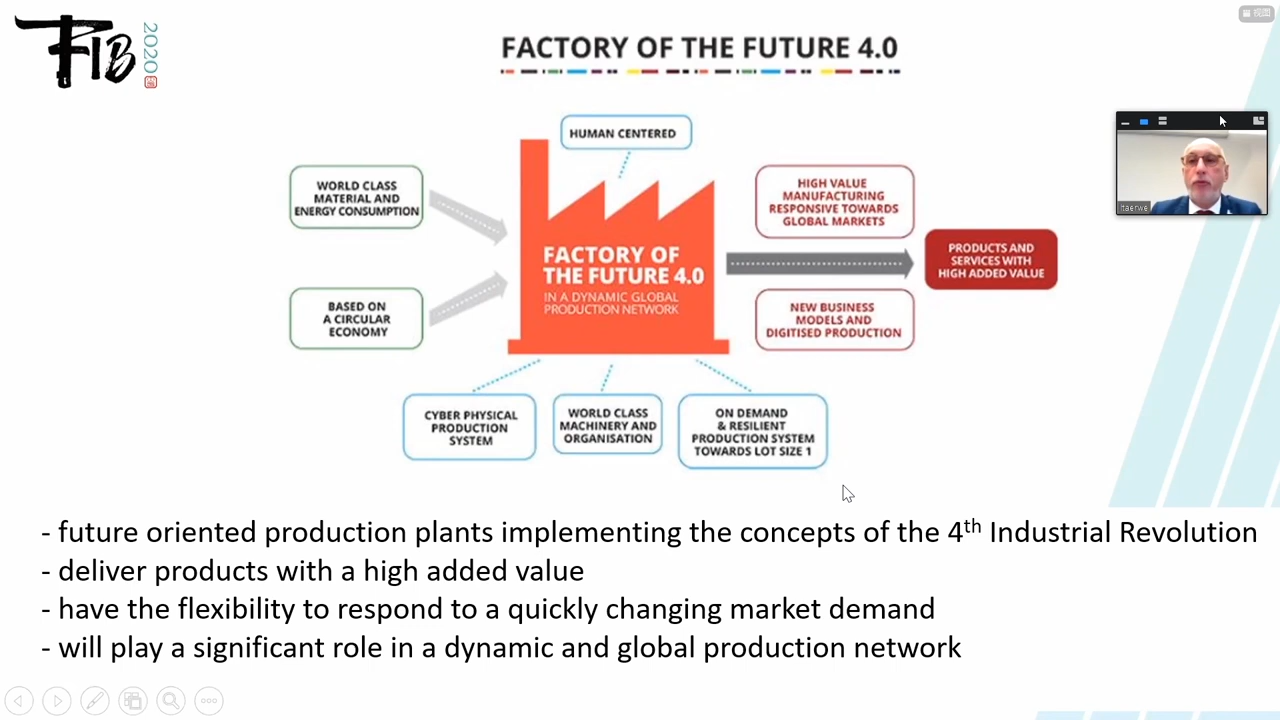 TFIB
2020
视图
FACTORY OF THE FUTURE 4.0
HUMAN CENTERED
WORLD CLASS
MATERIAL AND
ENERGY CONSUMPTION
BASED ON
A CIRCULAR
ECONOMY
FACTORY OF
THE FUTURE 4.0
IN A DYNAMIC GLOBAL
PRODUCTION NETWORK
HIGH VALUE
MANUFACTURING
RESPONSIVE TOWARDS
GLOBAL MARKETS
NEW BUSINESS
MODELS AND
DIGITISED PRODUCTION
PRODUCTS AND
SERVICES WITH
HIGH ADDED VALUE
ltaerwe
CYBER PHYSICAL
PRODUCTION
SYSTEM
WORLD CLASS
MACHINERY AND
ORGANISATION
ON DEMAND
& RESILIENT
PRODUCTION SYSTEM
TOWARDS LOT SIZE 1
- future oriented production plants implementing the concepts of the 4th Industrial Revolution
- deliver products with a high added value
- have the flexibility to respond to a quickly changing market demand
- will play a significant role in a dynamic and global production network